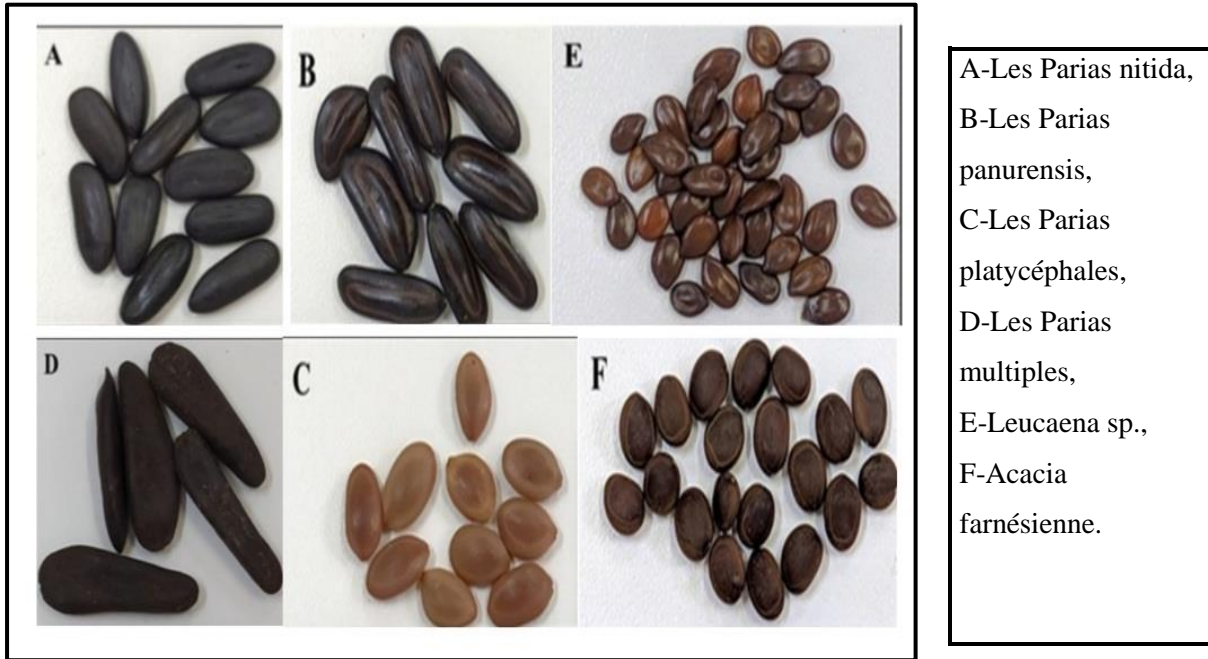 A
B
E
D
C
F
A-Les Parias nitida,
B-Les Parias
panurensis,
C-Les Parias
platycéphales,
D-Les Parias
multiples,
E-Leucaena sp.,
F-Acacia
farnésienne.